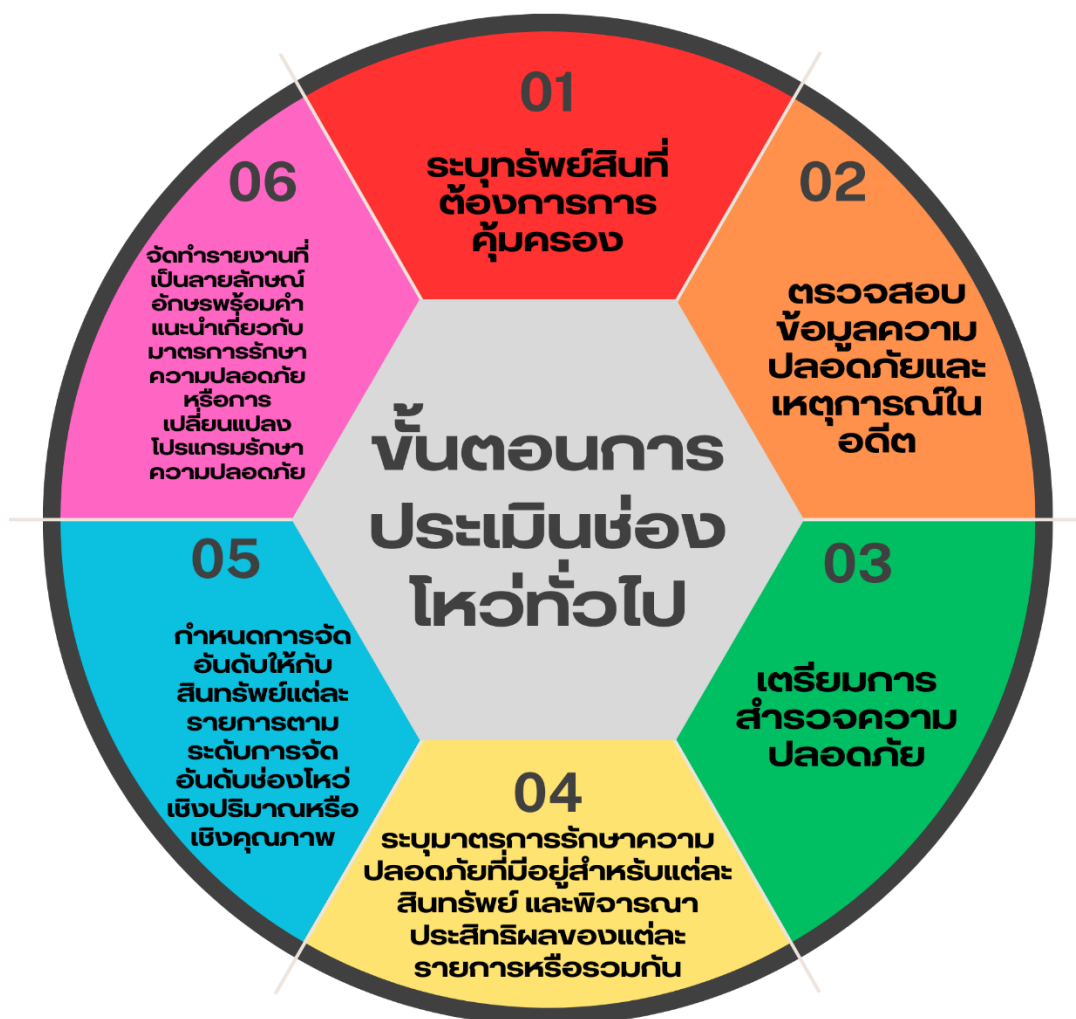 ขั้นตอนการ
ประเมินช่อง
โหว่ทั่วไป
01
ระบุทรัพย์สินที่
ต้องการการ
คุ้มครอง
02
ตรวจสอบ
ข้อมูลความ
ปลอดภัยและ
เหตุการณ์ใน
อดีต
03
เตรียมการ
สำรวจความ
ปลอดภัย
04
ระบุมาตรการรักษาความ
ปลอดภัยที่มีอยู่สำหรับแต่ละ
สินทรัพย์ และพิจารณา
ประสิทธิผลของแต่ละ
รายการหรือรวมกัน
05
กำหนดการจัด
อันดับให้กับ
สินทรัพย์แต่ละ
รายการตาม
ระดับการจัด
อันดับช่องโหว่
เชิงปริมาณหรือ
เชิงคุณภาพ
06
จัดทำรายงานที่
เป็นลายลักษณ์
อักษรพร้อมคำ
แนะนำเกี่ยวกับ
มาตรการรักษา
ความปลอดภัย
หรือการ
เปลี่ยนแปลง
โปรแกรมรักษา
ความปลอดภัย